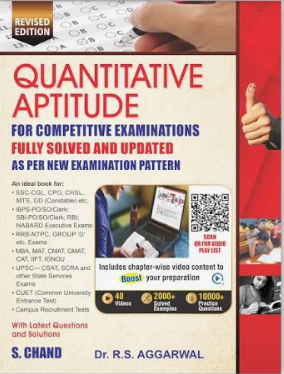 REVISED
EDITION
QUANTITATIVE
APTITUDE
FOR COMPETITIVE EXAMINATIONS
FULLY SOLVED AND UPDATED
AS PER NEW EXAMINATION PATTERN
An ideal book for:
• SSC-CGL, CPO, CHSL,
MTS, GD (Constable) etc.
• IBPS-PO/SO/Clerk;
SBI-PO/SO/Clerk, RBI;
NABARD Executive Exams
• RRB-NTPC, GROUP 'D'
etc. Exams
• MBA, MAT, CMAT, GMAT,
CAT, IIFT, IGNOU
• UPSC— CSAT, SORA and
other State Services
Exams
• CUET (Common University
Entrance Test)
• Campus Recruitment Tests
SCAN
QR FOR VIDEO
PLAY LIST
Includes chapter-wise video content to
Boost your preparation
40
Videos
2000+
Solved
Examples
10000+
Practice
Questions
With Latest Questions
and Solutions
S. CHAND
Dr. R.S. AGGARWAL